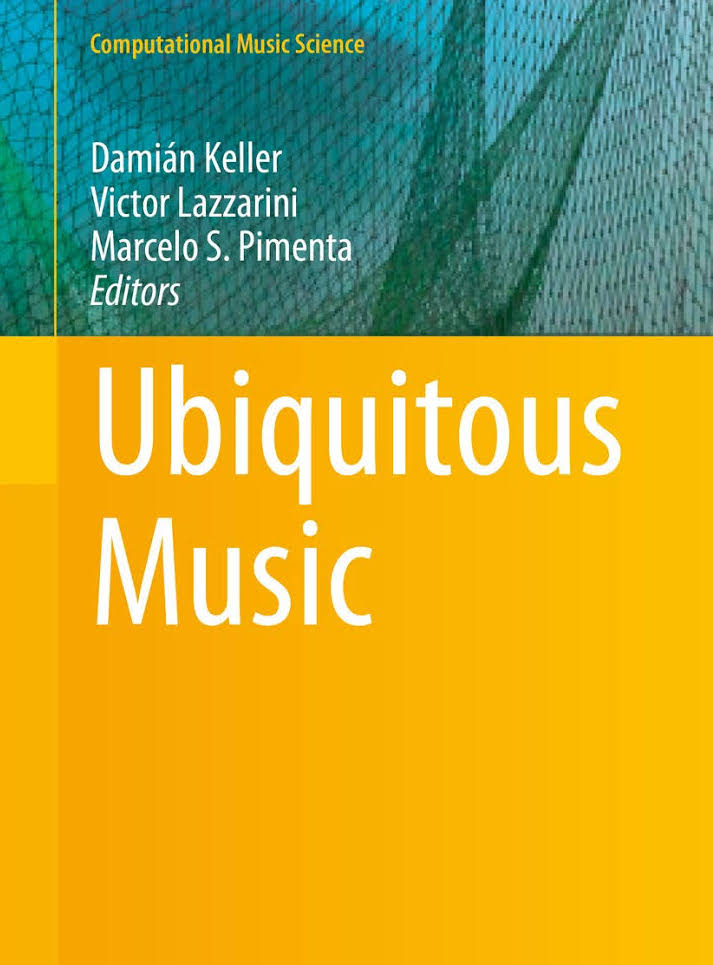 Computational Music Science
Damián Keller
Victor Lazzarini
Marcelo S. Pimenta
Editors
Ubiquitous
Music